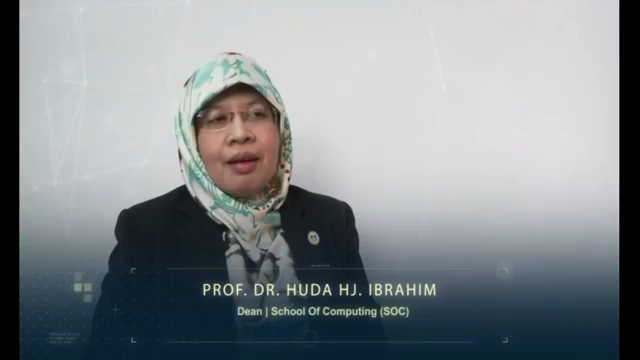 PROF. DR. HUDA HJ. IBRAHIM
Dean | School Of Computing (SOC)